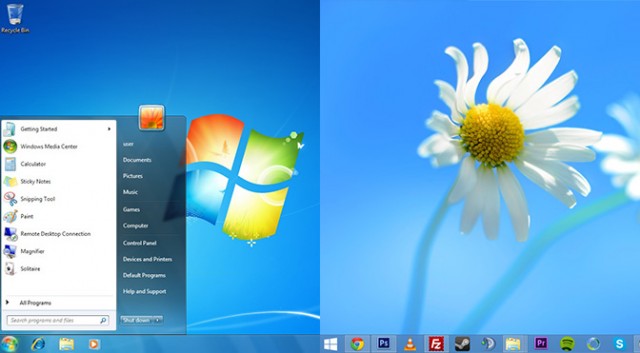 Recycle Bin
Getting Started
Windows Media Center
Calculator
Sticky Notes
Snipping Tool
Paint
Remote Desktop Connection
Magnifier
Solitaire
All Programs
Search programs and files
user
Documents
Pictures
Music
Games
Computer
Control Panel
Devices and Printers
Default Programs
Help and Support
Shut down
Ps
Fz
Pr
S